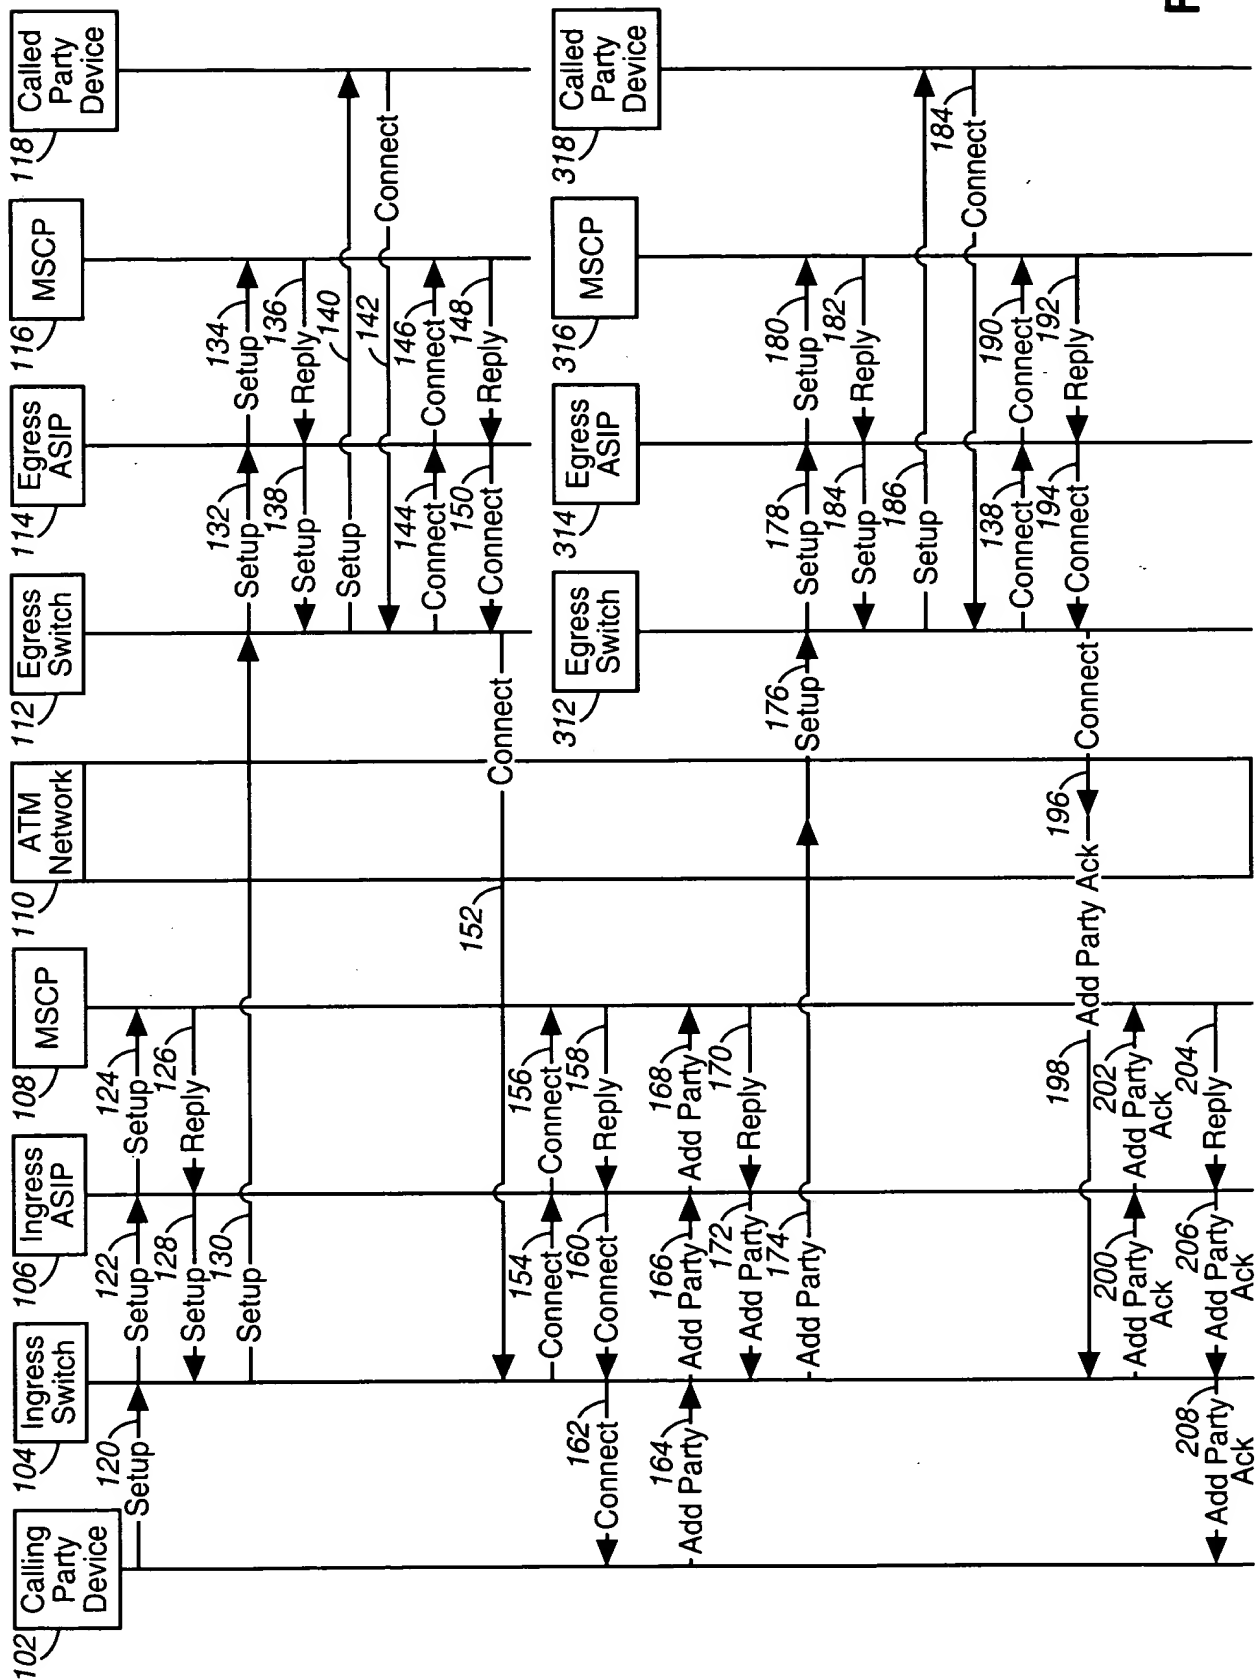 102
Calling
Party
Device
104
Ingress
Switch
106
Ingress
ASIP
108
MSCP
110
ATM
Network
112
Egress
Switch
114
Egress
ASIP
116
MSCP
118
Called
Party
Device
120
Setup
122
Setup
124
Setup
126
Reply
128
Setup
130
Setup
132
Setup
134
Setup
136
Reply
138
Setup
140
Setup
142
Connect
144
Connect
146
Connect
148
Reply
150
Connect
152
Connect
154
Connect
156
Connect
158
Reply
160
Connect
162
Connect
312
Egress
Switch
314
Egress
ASIP
316
MSCP
318
Called
Party
Device
164
Add Party
166
Add Party
168
Add Party
170
Reply
172
Add Party
174
Add Party
176
Setup
178
Setup
180
Setup
182
Reply
184
Setup
186
Setup
184
Connect
138
Connect
190
Connect
192
Reply
194
Connect
196
Connect
198
Add Party Ack
200
Add Party
Ack
202
Add Party
Ack
204
Reply
206
Add Party
Ack
208
Add Party
Ack